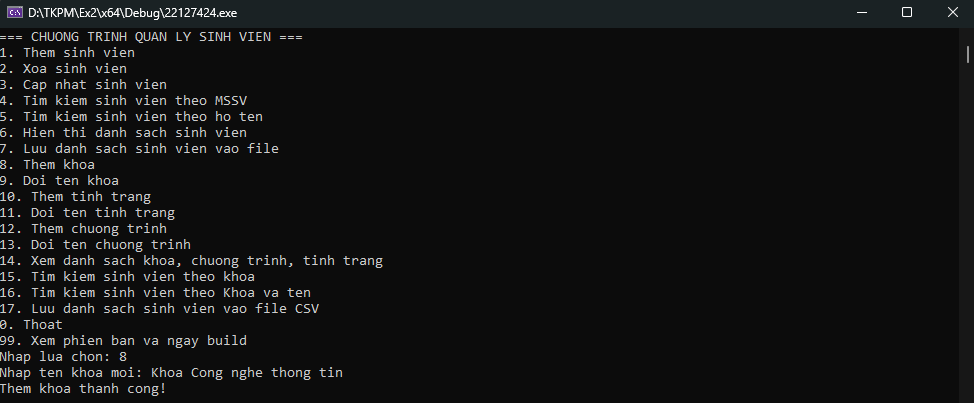 D:\TKPM\Ex2\x64\Debug\22127424.exe
=== CHUONG TRINH QUAN LY SINH VIEN ===
1. Them sinh vien
2. Xoa sinh vien
3. Cap nhat sinh vien
4. Tim kiem sinh vien theo MSSV
5. Tim kiem sinh vien theo ho ten
6. Hien thi danh sach sinh vien
7. Luu danh sach sinh vien vao file
8. Them khoa
9. Doi ten khoa
10. Them tinh trang
11. Doi ten tinh trang
12. Them chuong trinh
13. Doi ten chuong trinh
14. Xem danh sach khoa, chuong trinh, tinh trang
15. Tim kiem sinh vien theo khoa
16. Tim kiem sinh vien theo Khoa va ten
17. Luu danh sach sinh vien vao file CSV
0. Thoat
99. Xem phien ban va ngay build
Nhap lua chon: 8
Nhap ten khoa moi: Khoa Cong nghe thong tin
Them khoa thanh cong!